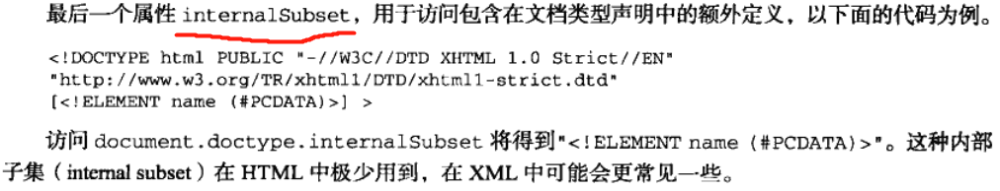 最后一个属性 internalSubset，用于访问包含在文档类型声明中的额外定义，以下面的代码为例。
<!DOCTYPE html PUBLIC "-//W3C//DTD XHTML 1.0 Strict//EN"
"http://www.w3.org/TR/xhtml1/DTD/xhtml1-strict.dtd"
[<!ELEMENT name (#PCDATA)>] >
访问 document.doctype.internalSubset 将得到"<!ELEMENT name (#PCDATA)>"。这种内部
子集（internal subset）在 HTML 中极少用到，在 XML 中可能会更常见一些。